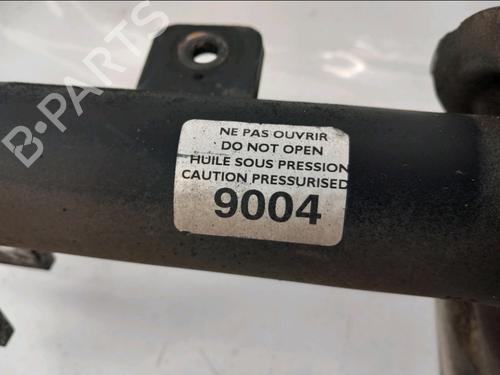 B-PARTS
NE PAS OUVRIR
DO NOT OPEN
HUILE SOUS PRESSION
CAUTION PRESSURISED
9004